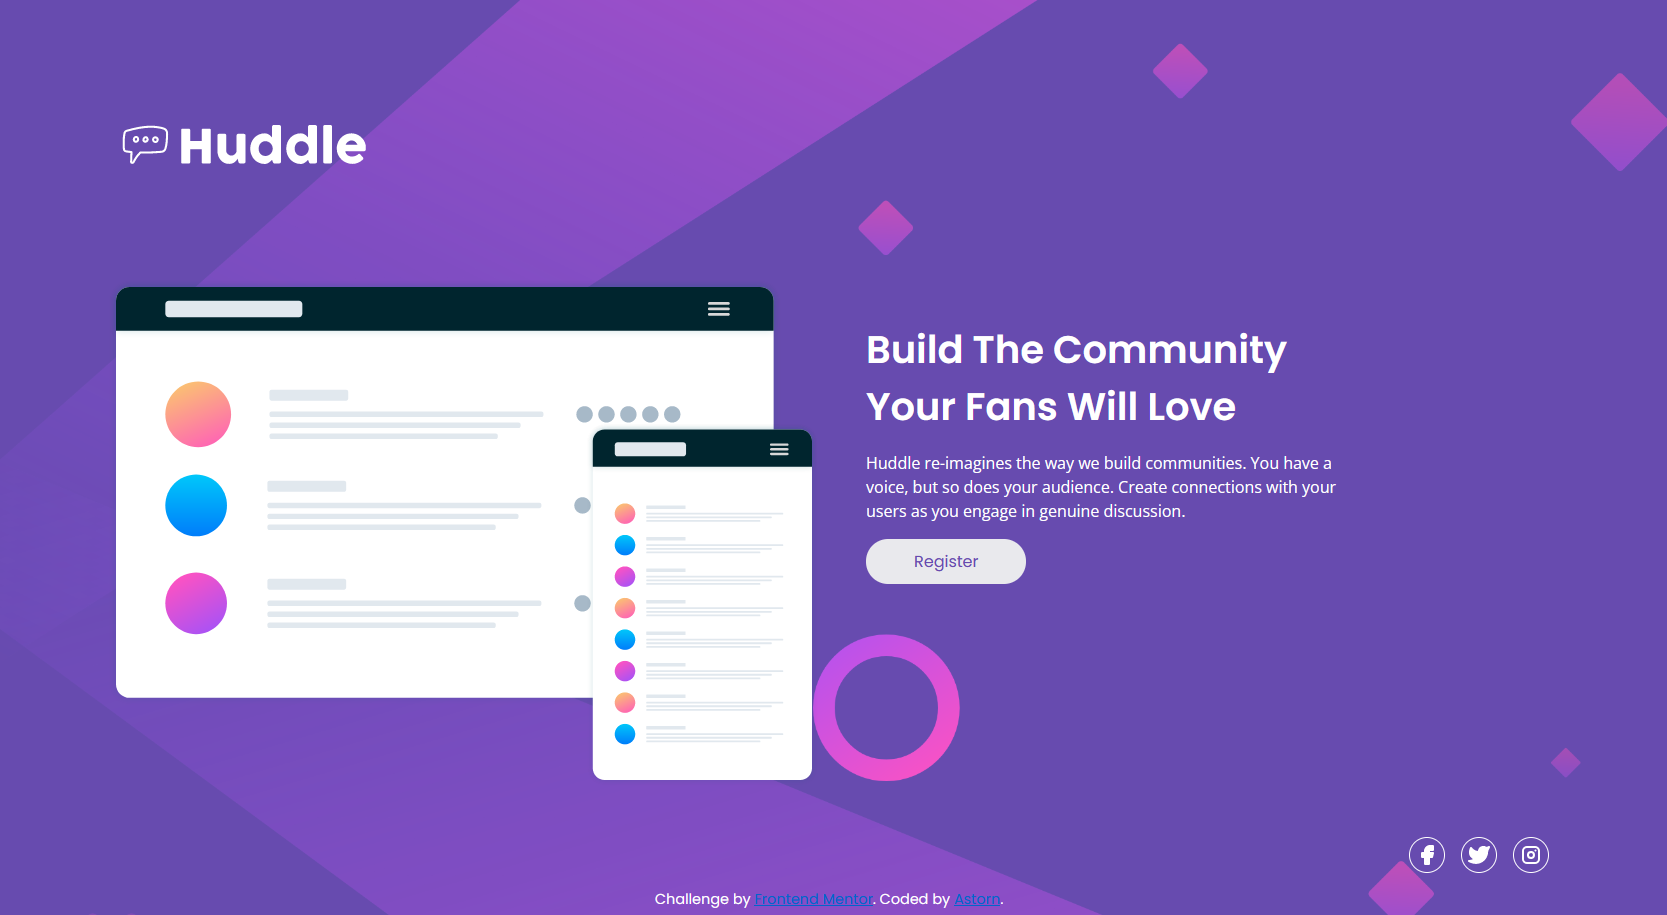 Huddle
Build The Community
Your Fans Will Love
Huddle re-imagines the way we build communities. You have a
voice, but so does your audience. Create connections with your
users as you engage in genuine discussion.
Register
Challenge by Frontend Mentor. Coded by Astorn.